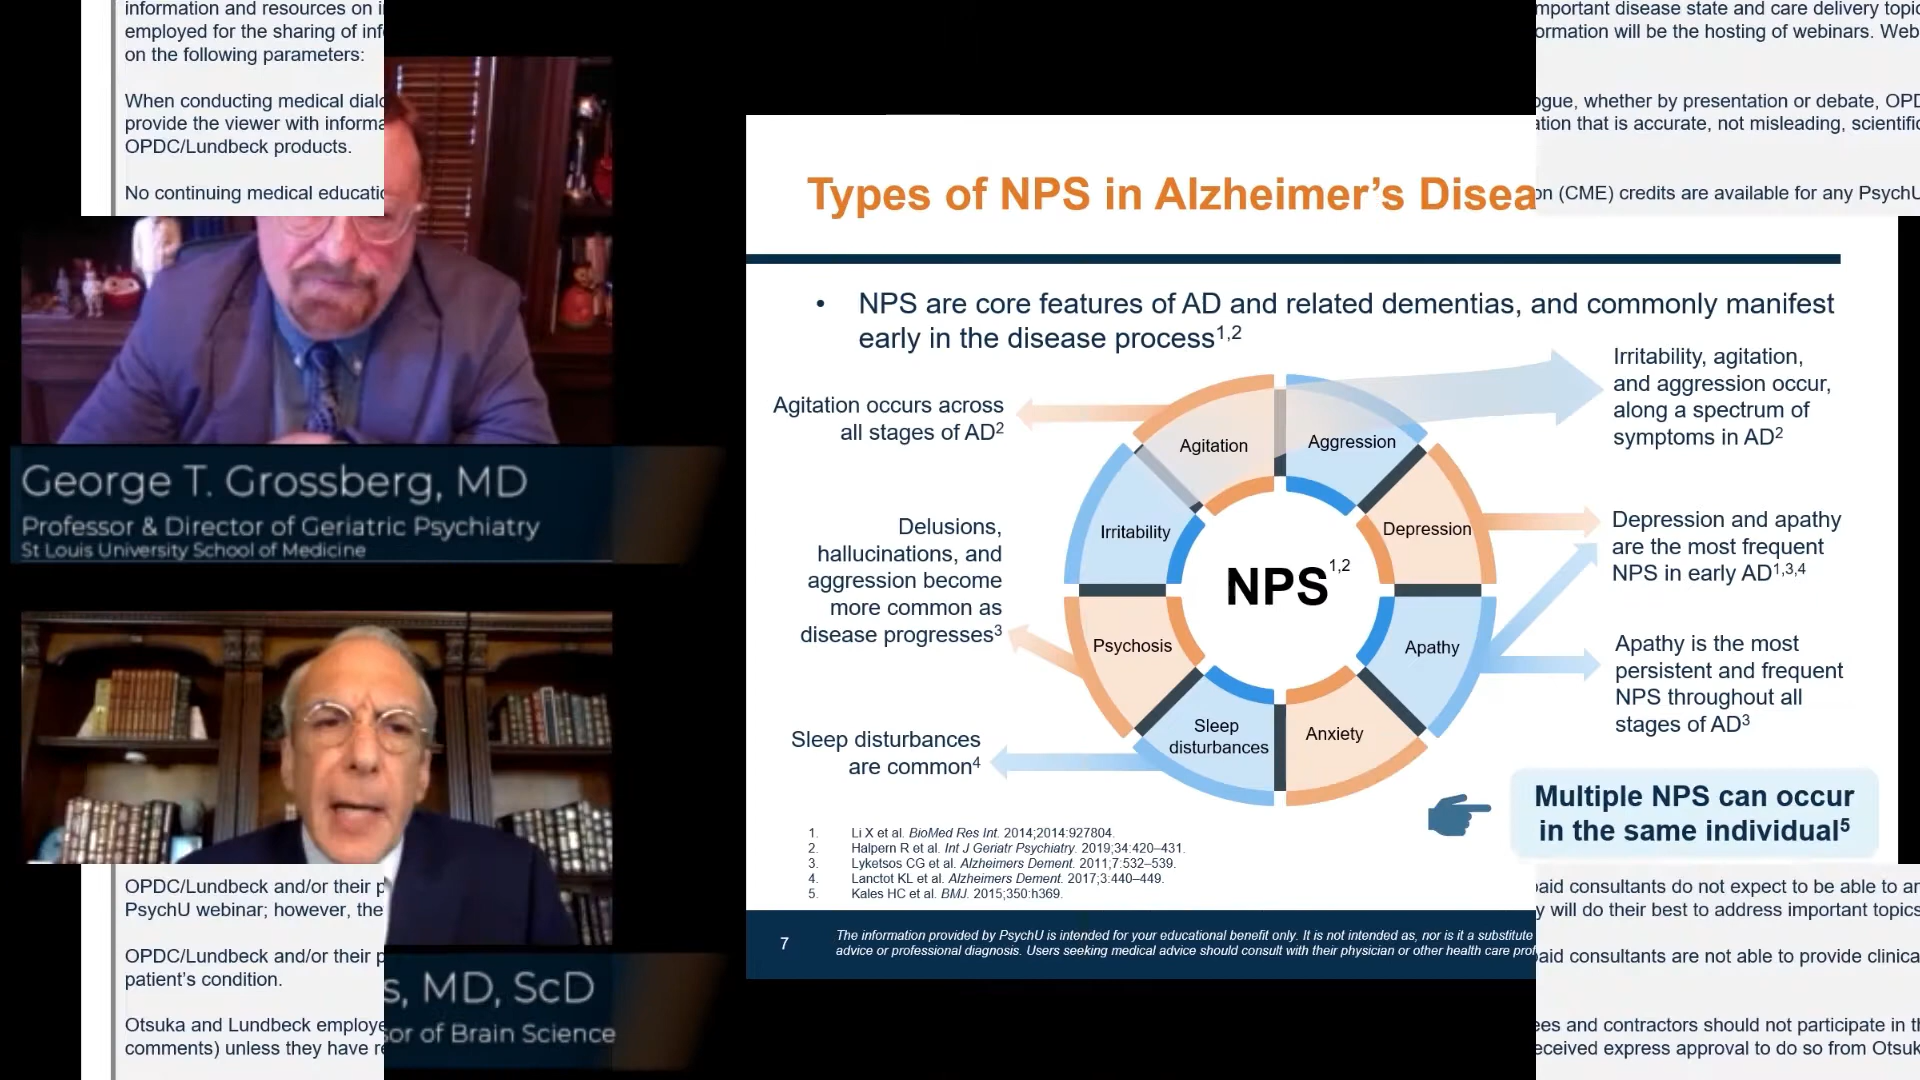 information and resources on i
employed for the sharing of inf
on the following parameters:
When conducting medical dialo
provide the viewer with informa
OPDC/Lundbeck products.
No continuing medical educatio
mportant disease state and care delivery topic
ormation will be the hosting of webinars. Web
ogue, whether by presentation or debate, OPD
ation that is accurate, not misleading, scientific
on (CME) credits are available for any PsychU
George T. Grossberg, MD
Professor & Director of Geriatric Psychiatry
St Louis University School of Medicine
s, MD, ScD
sor of Brain Science
Types of NPS in Alzheimer’s Disea
• NPS are core features of AD and related dementias, and commonly manifest
early in the disease process1,2
Agitation occurs across
all stages of AD2
Delusions,
hallucinations, and
aggression become
more common as
disease progresses3
Sleep disturbances
are common4
Agitation
Aggression
Irritability
Depression
NPS1,2
Psychosis
Apathy
Sleep
disturbances
Anxiety
Irritability, agitation,
and aggression occur,
along a spectrum of
symptoms in AD2
Depression and apathy
are the most frequent
NPS in early AD1,3,4
Apathy is the most
persistent and frequent
NPS throughout all
stages of AD3
Multiple NPS can occur
in the same individual5
1. Li X et al. BioMed Res Int. 2014;2014:927804.
2. Halpern R et al. Int J Geriatr Psychiatry. 2019;34:420–431.
3. Lyketsos CG et al. Alzheimers Dement. 2011;7:532–539.
4. Lanctot KL et al. Alzheimers Dement. 2017;3:440–449.
5. Kales HC et al. BMJ. 2015;350:h369.
7
The information provided by PsychU is intended for your educational benefit only. It is not intended as, nor is it a substitute
advice or professional diagnosis. Users seeking medical advice should consult with their physician or other health care prof
OPDC/Lundbeck and/or their p
PsychU webinar; however, the
OPDC/Lundbeck and/or their p
patient’s condition.
Otsuka and Lundbeck employe
comments) unless they have re
paid consultants do not expect to be able to an
y will do their best to address important topics
paid consultants are not able to provide clinica
ees and contractors should not participate in th
eceived express approval to do so from Otsuk